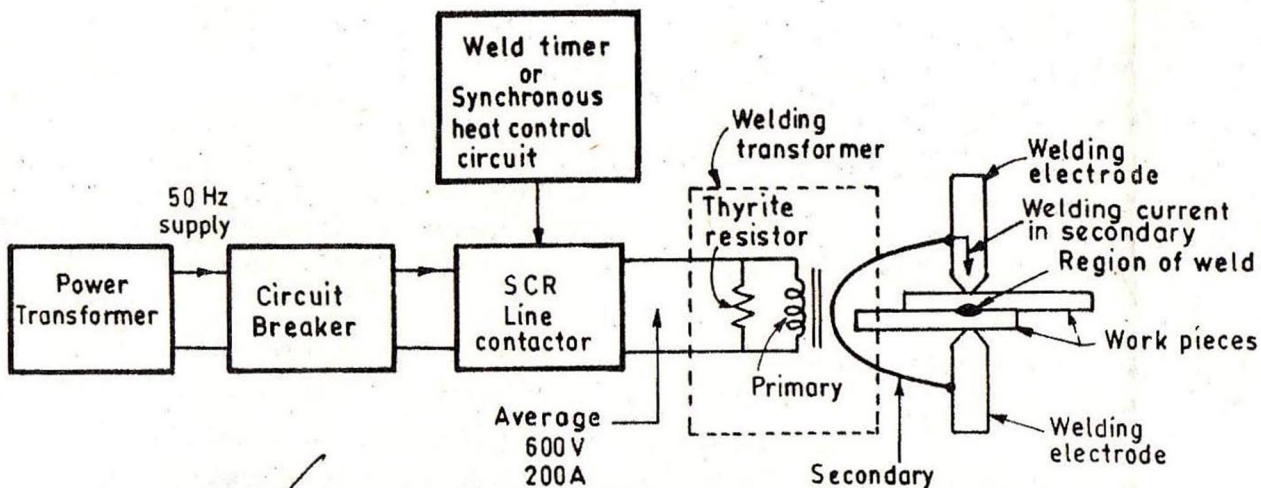 Weld timer
or
Synchronous
heat control
circuit
Welding
transformer
Welding
electrode
50 Hz
supply
Thyrite
resistor
Welding current
in secondary
Region of weld
Power
Transformer
Circuit
Breaker
SCR
Line
contactor
Work pieces
Primary
Average
600 V
200 A
Welding
electrode
Secondary